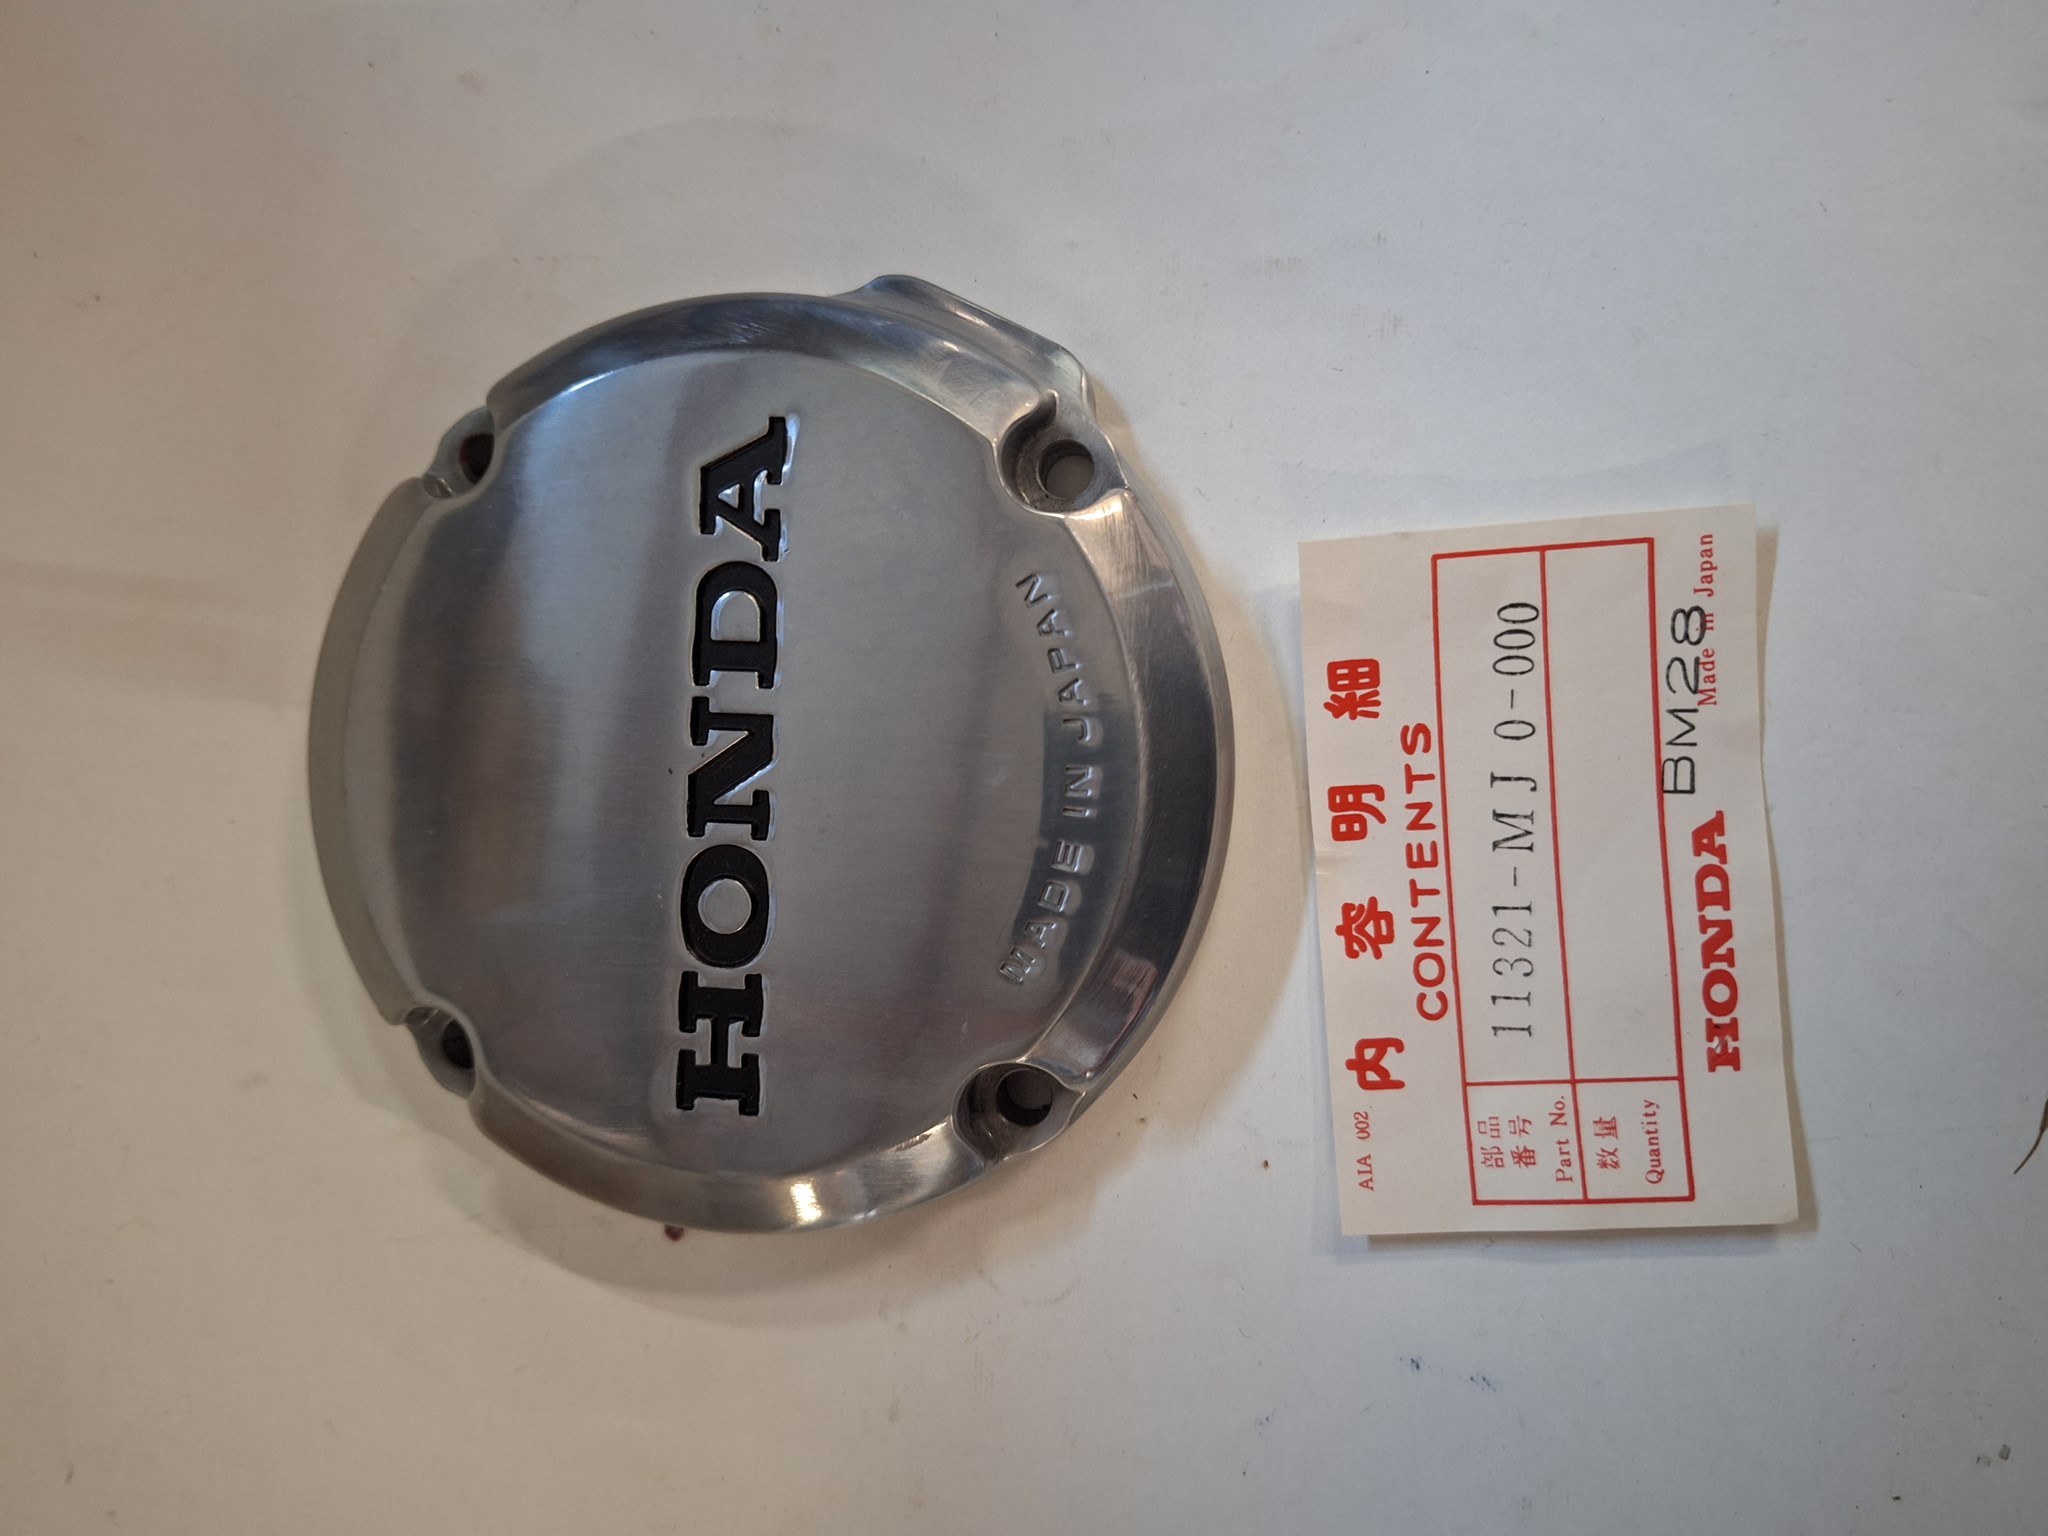 HONDA
MADE IN JAPAN
AIA 002
内容明細
CONTENTS
部品番号
Part No.
11321-MJ0-000
数量
Quantity
BM28
HONDA Made in Japan